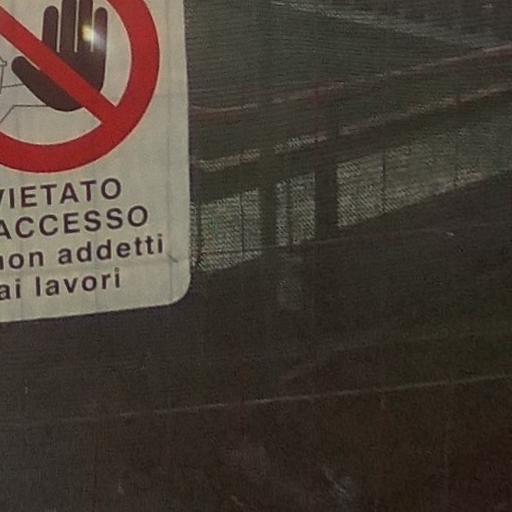 VIETATO
ACCESSO
non addetti
ai lavori